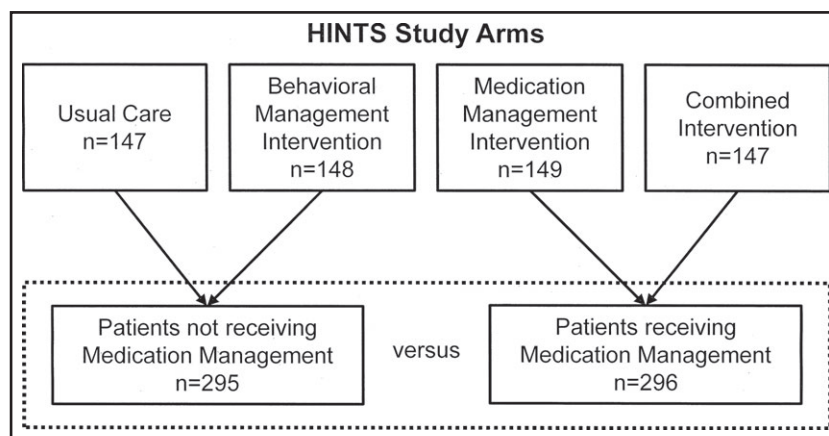 HINTS Study Arms
Usual Care
n=147
Behavioral
Management
Intervention
n=148
Medication
Management
Intervention
n=149
Combined
Intervention
n=147
Patients not receiving
Medication Management
n=295
versus
Patients receiving
Medication Management
n=296